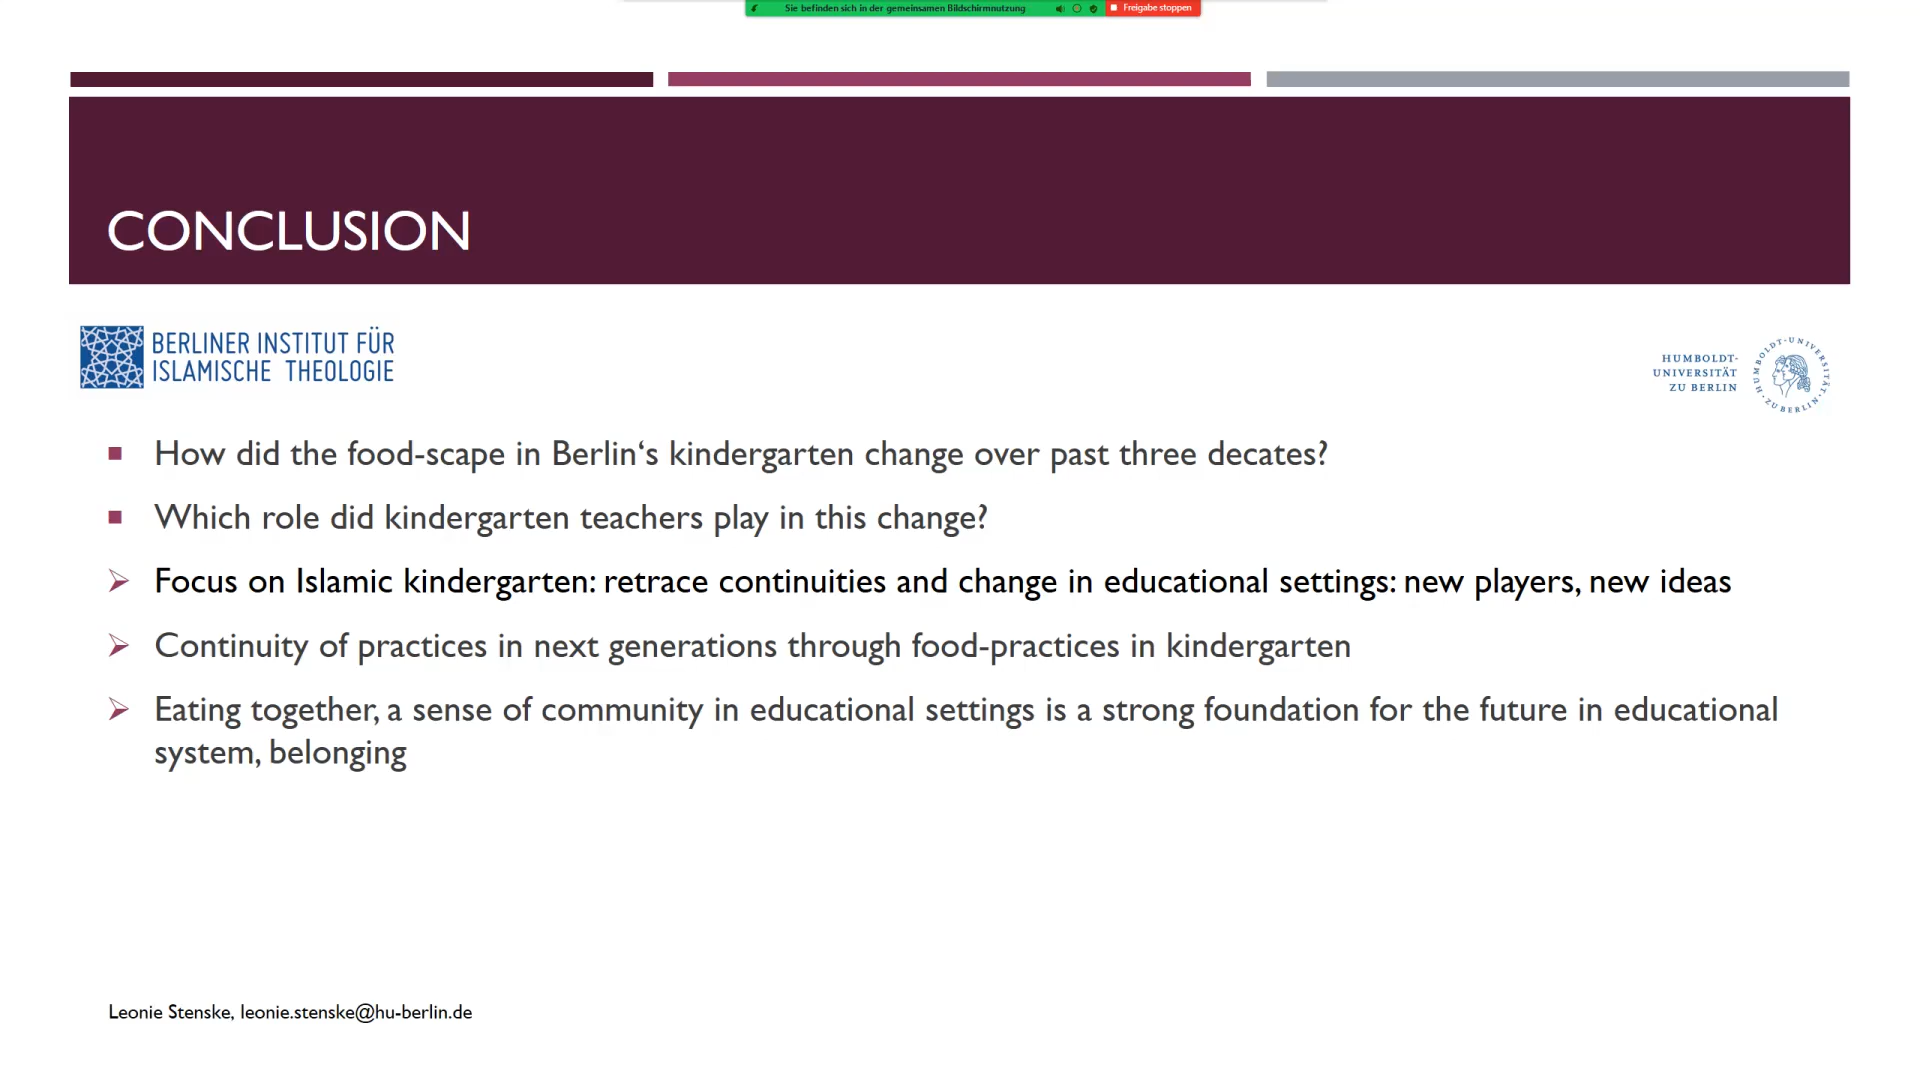 Sie befinden sich in der gemeinsamen Bildschirmnutzung
Freigabe stoppen
CONCLUSION
BERLINER INSTITUT FÜR
ISLAMISCHE THEOLOGIE
HUMBOLDT-
UNIVERSITÄT
ZU BERLIN
HUMBOLDT-UNIVERSITÄT · ZU BERLIN ·
How did the food-scape in Berlin‘s kindergarten change over past three decates?
Which role did kindergarten teachers play in this change?
Focus on Islamic kindergarten: retrace continuities and change in educational settings: new players, new ideas
Continuity of practices in next generations through food-practices in kindergarten
Eating together, a sense of community in educational settings is a strong foundation for the future in educational
system, belonging
Leonie Stenske, leonie.stenske@hu-berlin.de